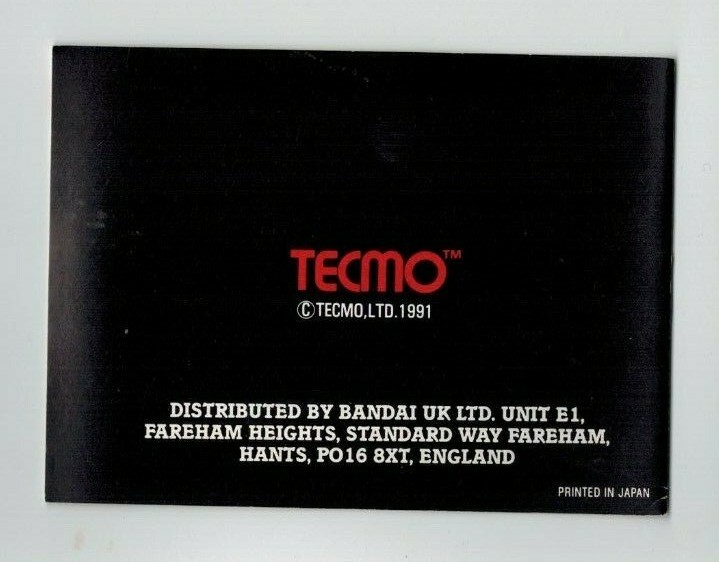 TECMO™
©TECMO,LTD.1991
DISTRIBUTED BY BANDAI UK LTD. UNIT E1,
FAREHAM HEIGHTS, STANDARD WAY FAREHAM,
HANTS, PO16 8XT, ENGLAND
PRINTED IN JAPAN